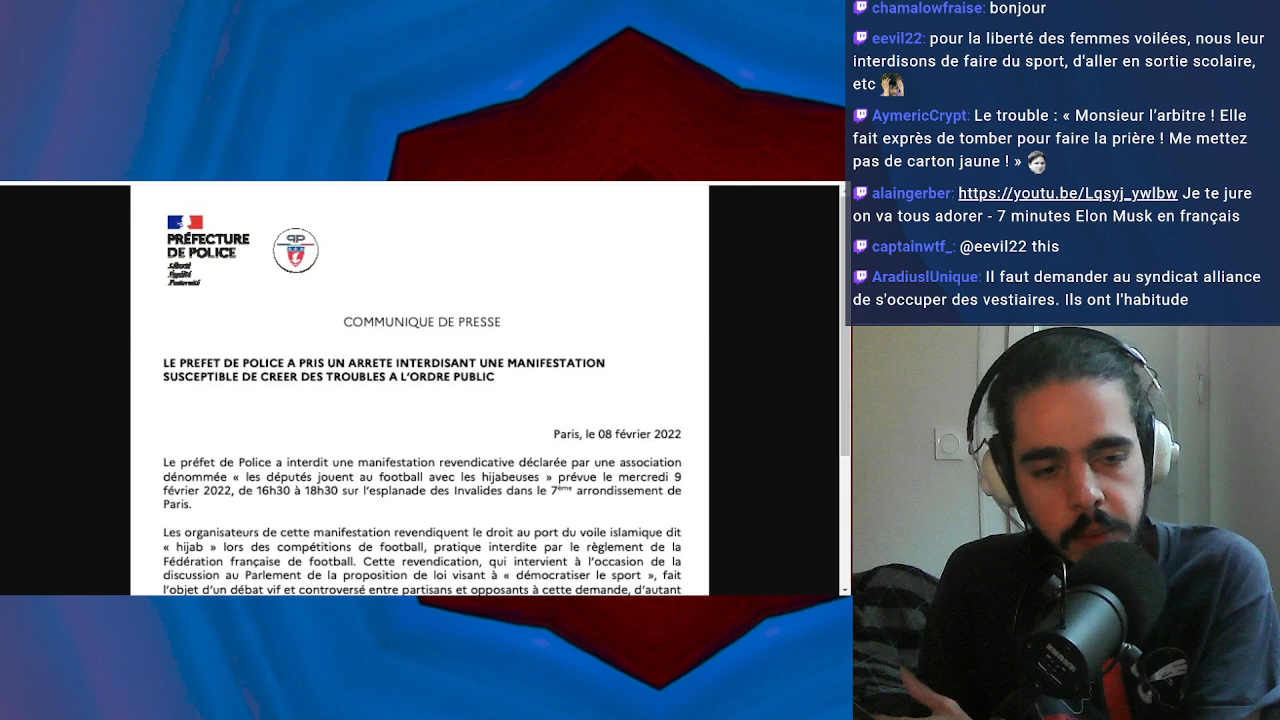 chamalowfraise: bonjour
eevil22: pour la liberté des femmes voilées, nous leur
interdisons de faire du sport, d'aller en sortie scolaire,
etc
AymericCrypt: Le trouble : « Monsieur l'arbitre ! Elle
fait exprès de tomber pour faire la prière ! Me mettez
pas de carton jaune ! »
alaingerber: https://youtu.be/Lqsyj_ywlbw Je te jure
on va tous adorer - 7 minutes Elon Musk en français
captainwtf_: @eevil22 this
AradiuslUnique: Il faut demander au syndicat alliance
de s'occuper des vestiaires. Ils ont l'habitude
PRÉFECTURE
DE POLICE
Liberté
Égalité
Fraternité
PP
COMMUNIQUE DE PRESSE
LE PREFET DE POLICE A PRIS UN ARRETE INTERDISANT UNE MANIFESTATION
SUSCEPTIBLE DE CREER DES TROUBLES A L'ORDRE PUBLIC
Paris, le 08 février 2022
Le préfet de Police a interdit une manifestation revendicative déclarée par une association
dénommée « les députés jouent au football avec les hijabeuses » prévue le mercredi 9
février 2022, de 16h30 à 18h30 sur l'esplanade des Invalides dans le 7ème arrondissement de
Paris.
Les organisateurs de cette manifestation revendiquent le droit au port du voile islamique dit
« hijab » lors des compétitions de football, pratique interdite par le règlement de la
Fédération française de football. Cette revendication, qui intervient à l'occasion de la
discussion au Parlement de la proposition de loi visant à « démocratiser le sport », fait
l'objet d'un débat vif et controversé entre partisans et opposants à cette demande, d'autant